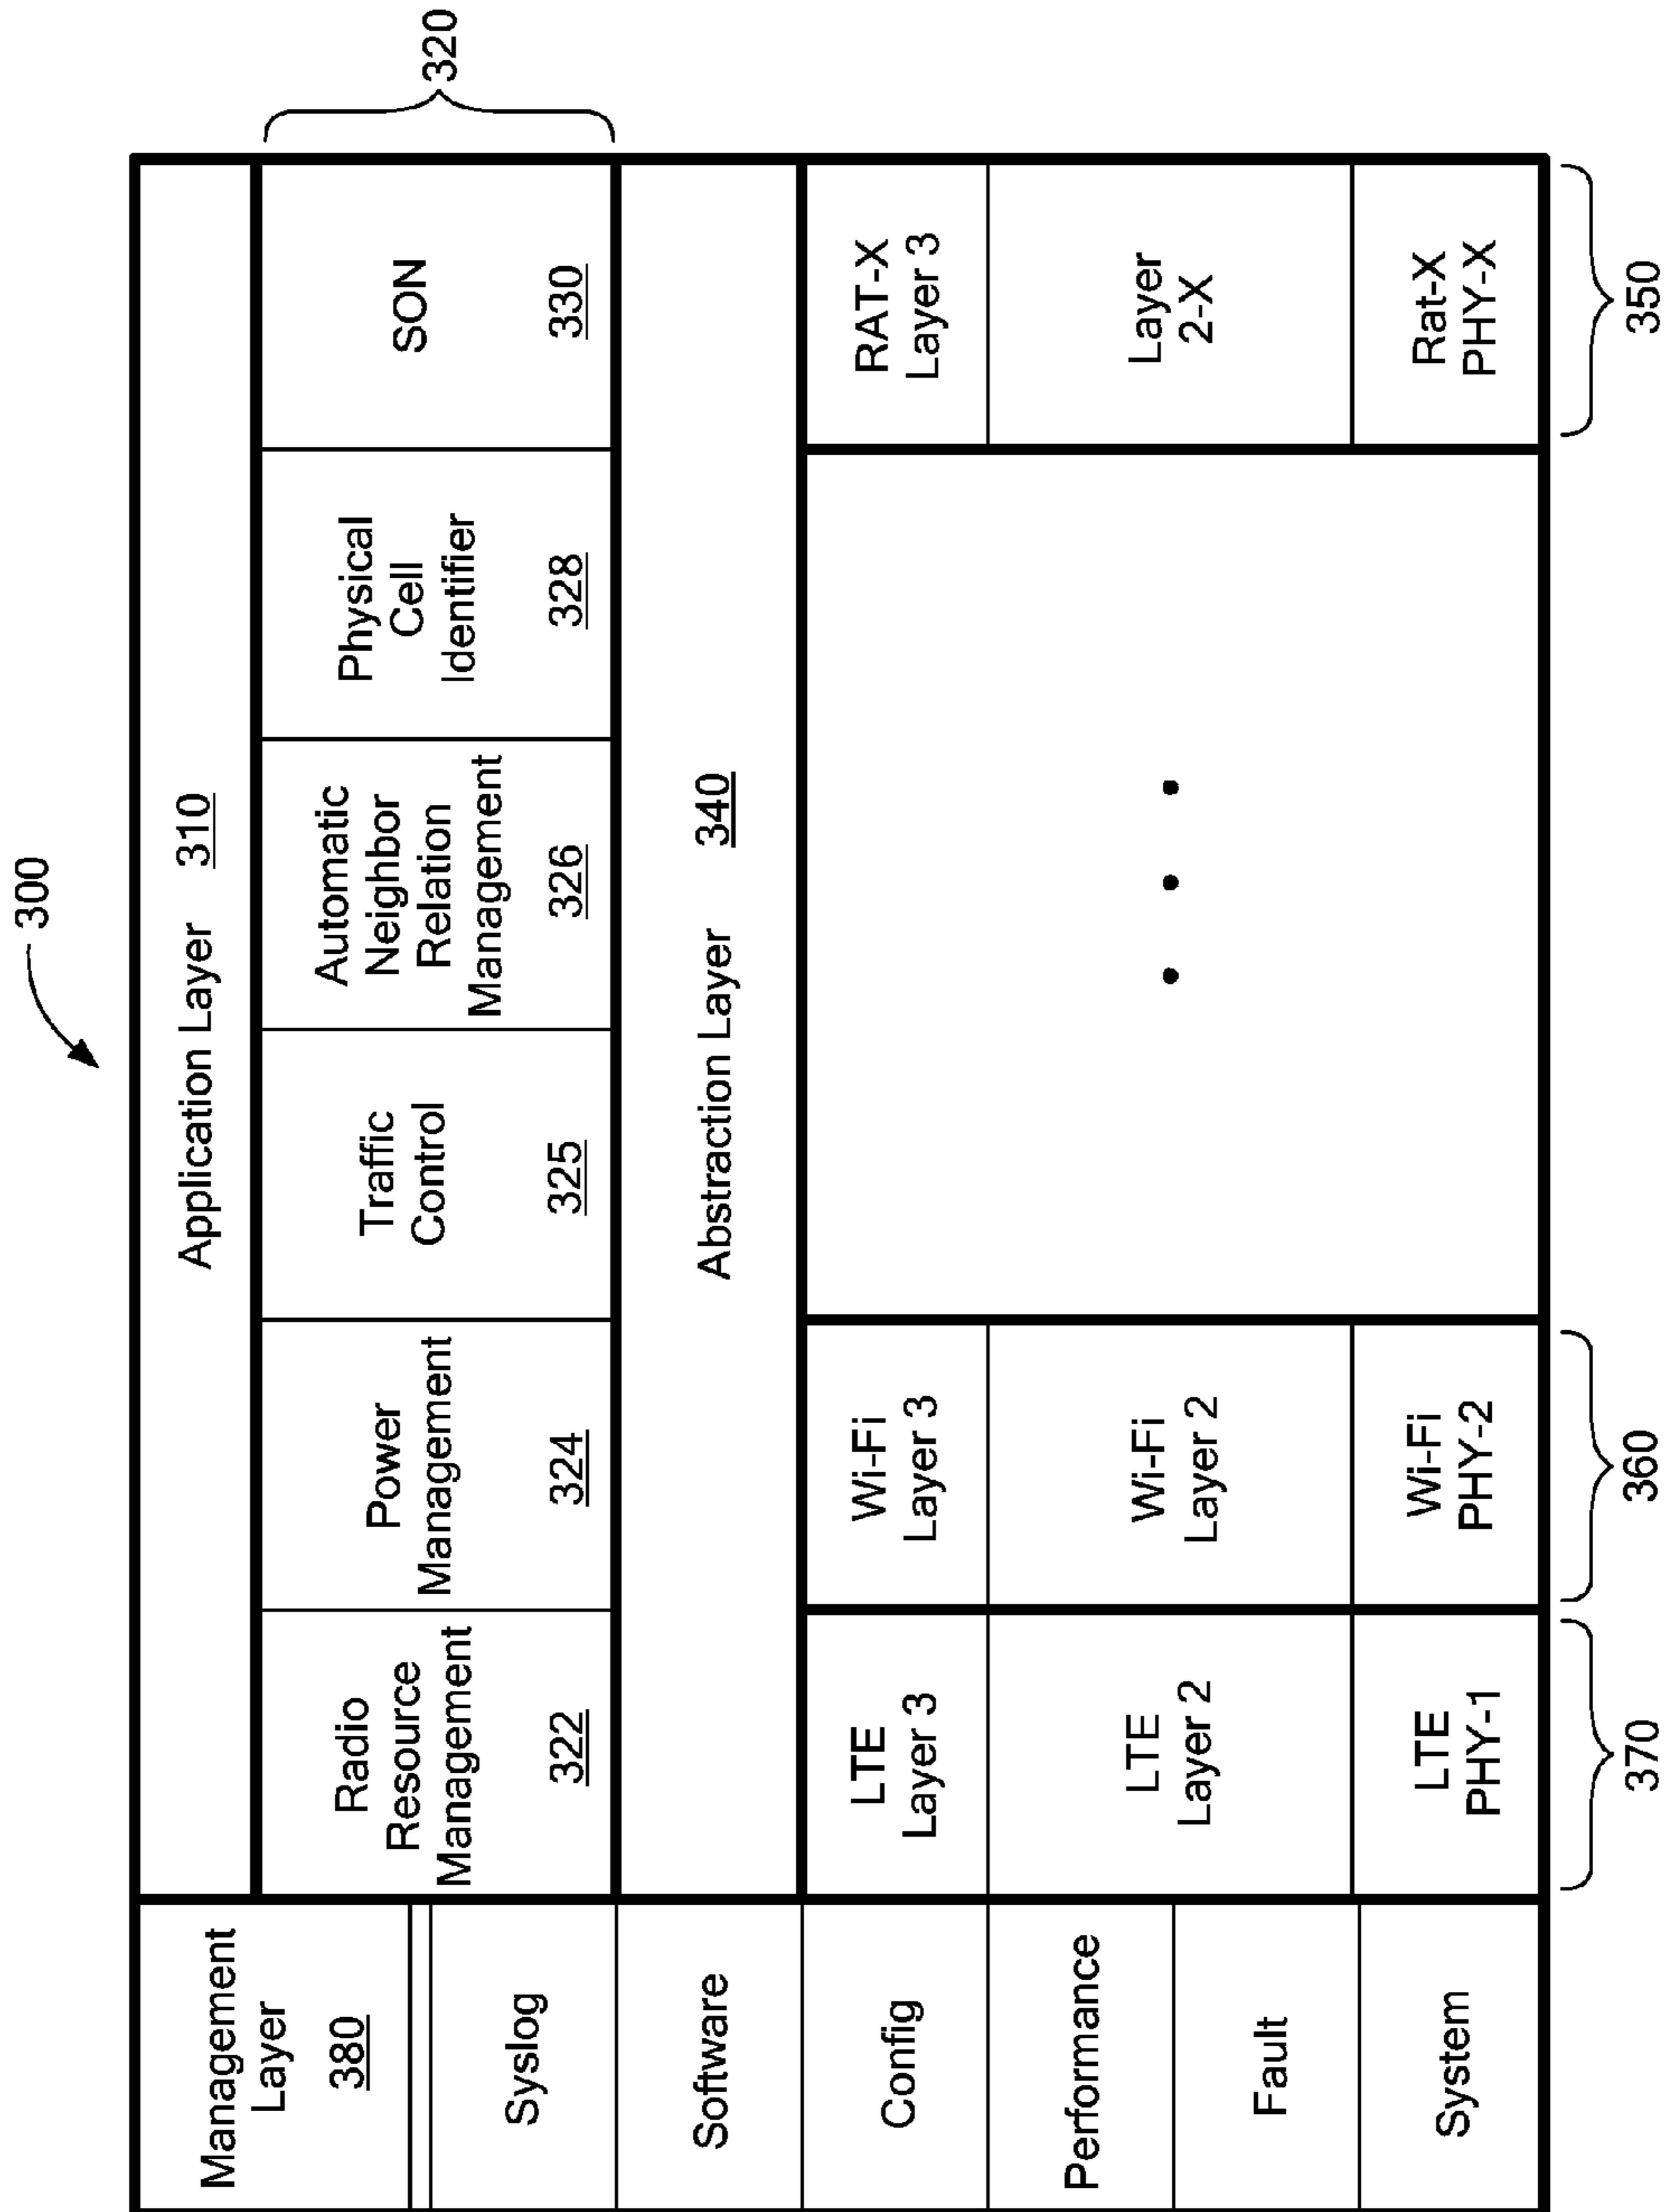 300
Management
Layer
380
Syslog
Software
Config
Performance
Fault
System
Application Layer 310
Radio
Resource
Management
322
Power
Management
324
Traffic
Control
325
Automatic
Neighbor
Relation
Management
326
Physical
Cell
Identifier
328
SON
330
320
Abstraction Layer 340
LTE
Layer 3
LTE
Layer 2
LTE
PHY-1
370
Wi-Fi
Layer 3
Wi-Fi
Layer 2
Wi-Fi
PHY-2
360
RAT-X
Layer 3
Layer
2-X
Rat-X
PHY-X
350